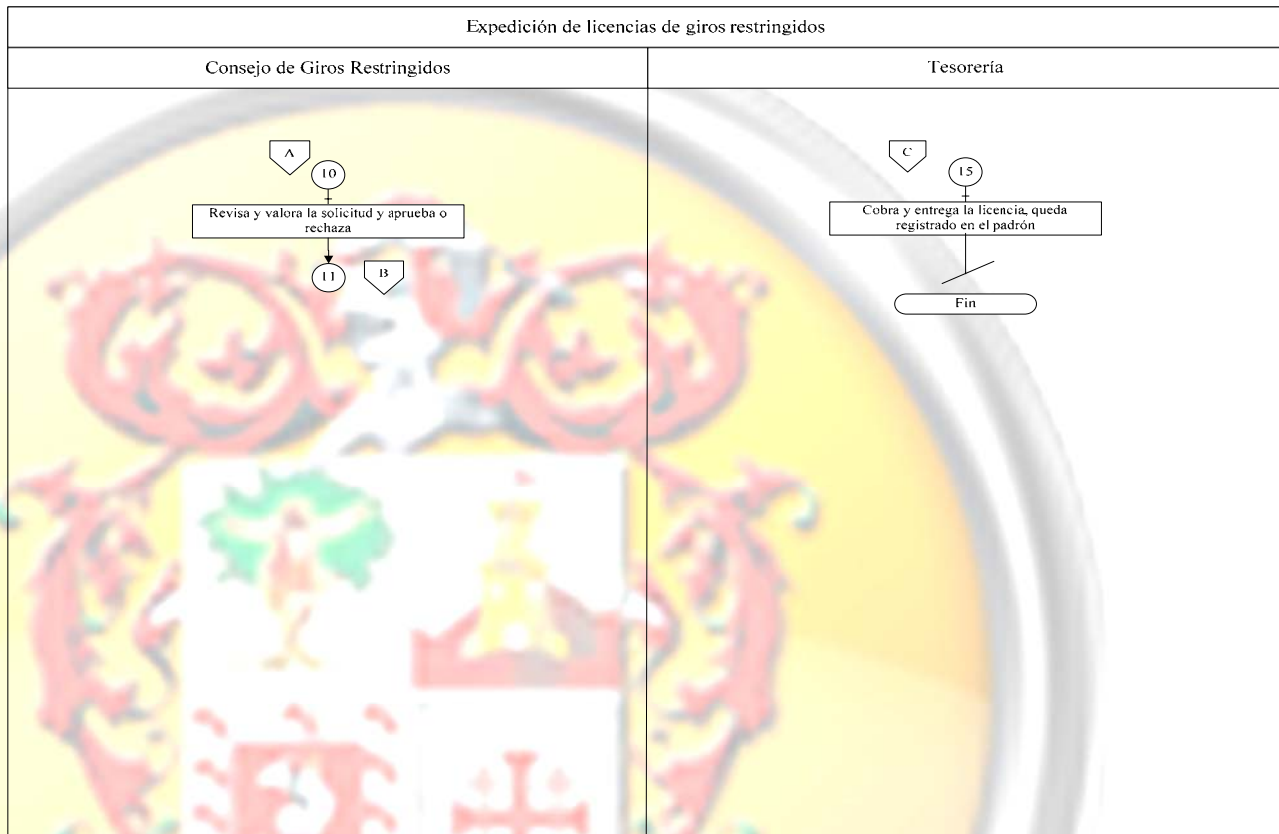 Expedición de licencias de giros restringidos
Consejo de Giros Restringidos
Tesorería
A
10
Revisa y valora la solicitud y aprueba o
rechaza
11
B
C
15
Cobra y entrega la licencia, queda
registrado en el padrón
Fin